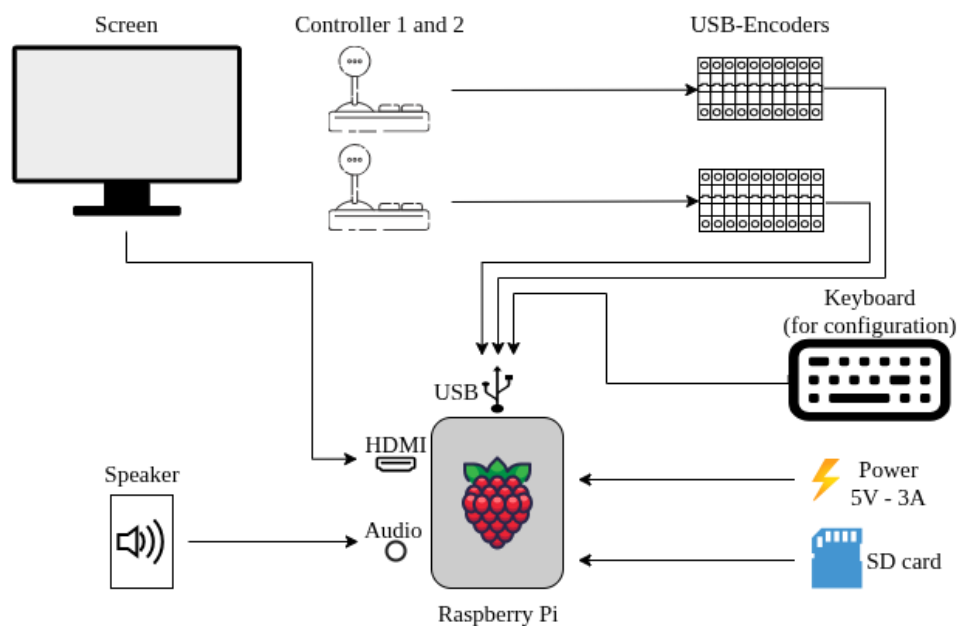 Screen
Controller 1 and 2
USB-Encoders
Keyboard
(for configuration)
USB
HDMI
Speaker
Power
5V - 3A
Audio
SD card
Raspberry Pi